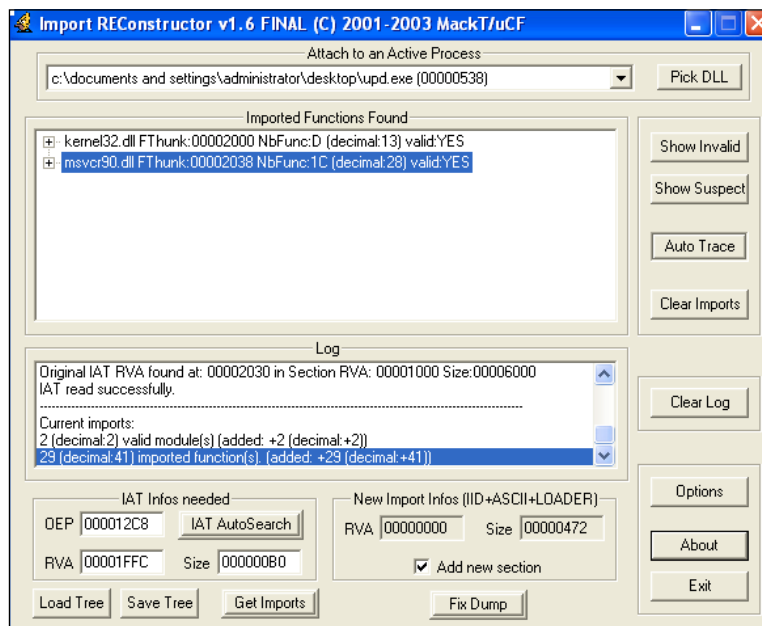 Import REConstructor v1.6 FINAL (C) 2001-2003 MackT/uCF
Attach to an Active Process
c:\documents and settings\administrator\desktop\upd.exe (00000538)
Pick DLL
Imported Functions Found
kernel32.dll FThunk:00002000 NbFunc:D (decimal:13) valid:YES
msvcr90.dll FThunk:00002038 NbFunc:1C (decimal:28) valid:YES
Show Invalid
Show Suspect
Auto Trace
Clear Imports
Log
Original IAT RVA found at: 00002030 in Section RVA: 00001000 Size:00006000
IAT read successfully.
Current imports:
2 (decimal:2) valid module(s) (added: +2 (decimal:+2))
29 (decimal:41) imported function(s). (added: +29 (decimal:+41))
Clear Log
IAT Infos needed
OEP 000012C8 IAT AutoSearch
RVA 00001FFC Size 000000B0
New Import Infos (IID+ASCII+LOADER)
RVA 00000000 Size 00000472
Add new section
Options
About
Exit
Load Tree Save Tree Get Imports Fix Dump